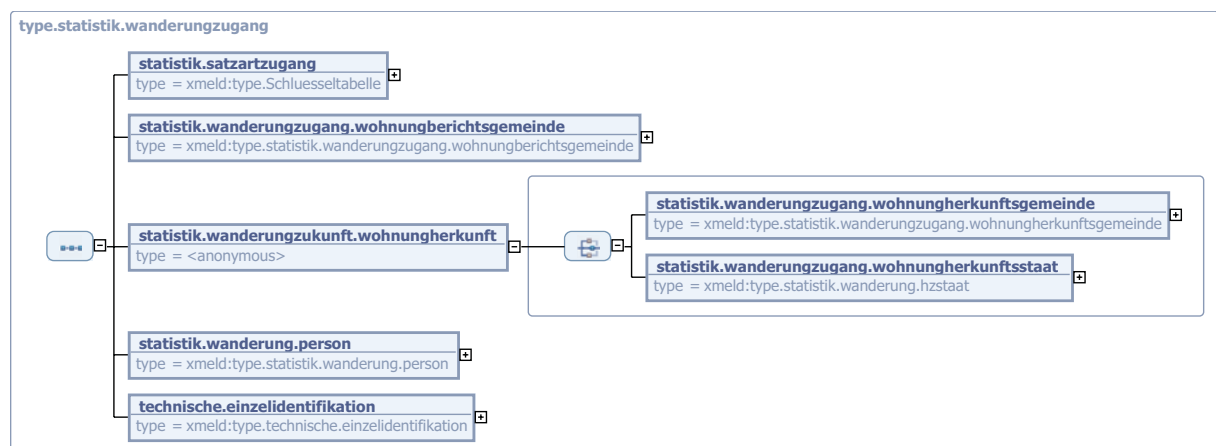 type.statistik.wanderungzugang
statistik.satzartzugang
type = xmeld:type.Schluesseltabelle
statistik.wanderungzugang.wohnungberichtsgemeinde
type = xmeld:type.statistik.wanderungzugang.wohnungberichtsgemeinde
statistik.wanderungzukunft.wohnungherkunft
type = <anonymous>
statistik.wanderungzugang.wohnungherkunftsgemeinde
type = xmeld:type.statistik.wanderungzugang.wohnungherkunftsgemeinde
statistik.wanderungzugang.wohnungherkunftsstaat
type = xmeld:type.statistik.wanderung.hzstaat
statistik.wanderung.person
type = xmeld:type.statistik.wanderung.person
technische.einzelidentifikation
type = xmeld:type.technische.einzelidentifikation